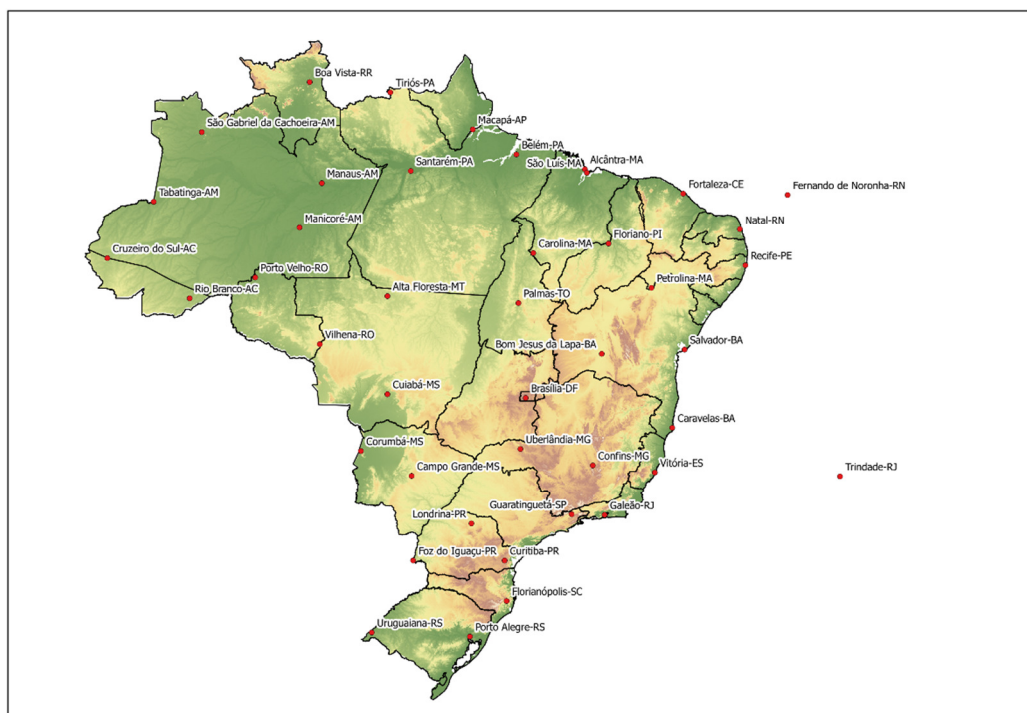 Boa Vista-RR
Tiriós-PA
São Gabriel da Cachoeira-AM
Macapá-AP
Belém-PA
São Luis-MA
Alcântra-MA
Santarém-PA
Manaus-AM
Tabatinga-AM
Fortaleza-CE
Fernando de Noronha-RN
Manicoré-AM
Natal-RN
Carolina-MA
Floriano-PI
Cruzeiro do Sul-AC
Recife-PE
Porto Velho-RO
Petrolina-MA
Rio Branco-AC
Alta Floresta-MT
Palmas-TO
Vilhena-RO
Bom Jesus da Lapa-BA
Salvador-BA
Cuiabá-MS
Brasília-DF
Caravelas-BA
Corumbá-MS
Uberlândia-MG
Confins-MG
Vitória-ES
Campo Grande-MS
Trindade-RJ
Guaratinguetá-SP
Galeão-RJ
Londrina-PR
Foz do Iguaçu-PR
Curitiba-PR
Florianópolis-SC
Uruguaiana-RS
Porto Alegre-RS